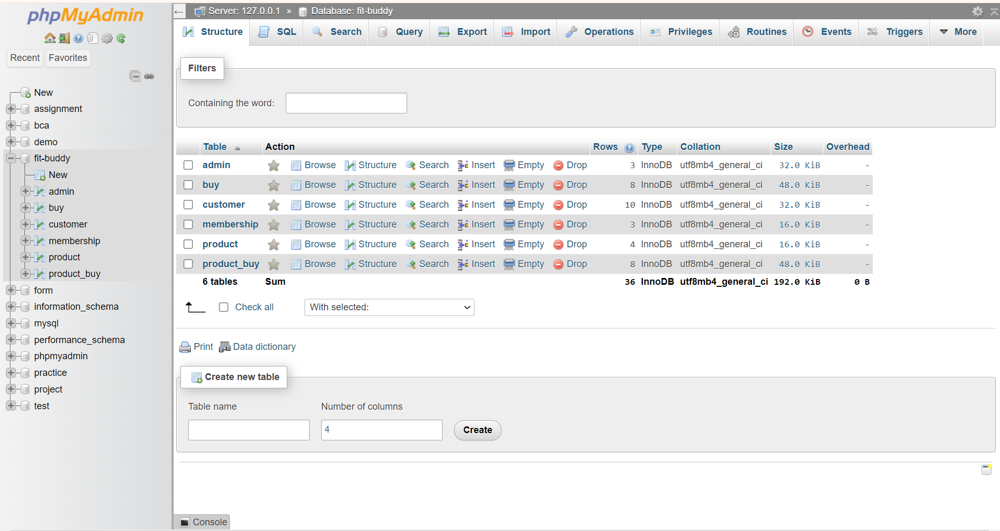 phpMyAdmin
Recent Favorites
New
assignment
bca
demo
fit-buddy
New
admin
buy
customer
membership
product
product_buy
form
information_schema
mysql
performance_schema
phpmyadmin
practice
project
test
Server: 127.0.0.1 » Database: fit-buddy
Structure SQL Search Query Export Import Operations Privileges Routines Events Triggers More
Filters
Containing the word:
Table Action Rows Type Collation Size Overhead
admin Browse Structure Search Insert Empty Drop 3 InnoDB utf8mb4_general_ci 32.0 KiB -
buy Browse Structure Search Insert Empty Drop 8 InnoDB utf8mb4_general_ci 48.0 KiB -
customer Browse Structure Search Insert Empty Drop 10 InnoDB utf8mb4_general_ci 32.0 KiB -
membership Browse Structure Search Insert Empty Drop 3 InnoDB utf8mb4_general_ci 16.0 KiB -
product Browse Structure Search Insert Empty Drop 4 InnoDB utf8mb4_general_ci 16.0 KiB -
product_buy Browse Structure Search Insert Empty Drop 8 InnoDB utf8mb4_general_ci 48.0 KiB -
6 tables Sum 36 InnoDB utf8mb4_general_ci 192.0 KiB 0 B
Check all With selected:
Print Data dictionary
Create new table
Table name Number of columns
4 Create
Console